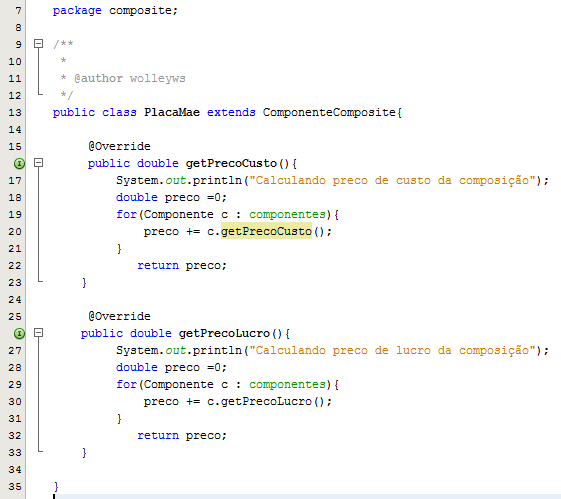 7 package composite;
8
9 /**
10 *
11 * @author wolleyws
12 */
13 public class PlacaMae extends ComponenteComposite{
14
15 @Override
public double getPrecoCusto(){
17 System.out.println("Calculando preco de custo da composição");
18 double preco =0;
19 for(Componente c : componentes){
20 preco += c.getPrecoCusto();
21 }
22 return preco;
23 }
24
25 @Override
public double getPrecoLucro(){
27 System.out.println("Calculando preco de lucro da composição");
28 double preco =0;
29 for(Componente c : componentes){
30 preco += c.getPrecoLucro();
31 }
32 return preco;
33 }
34
35 }